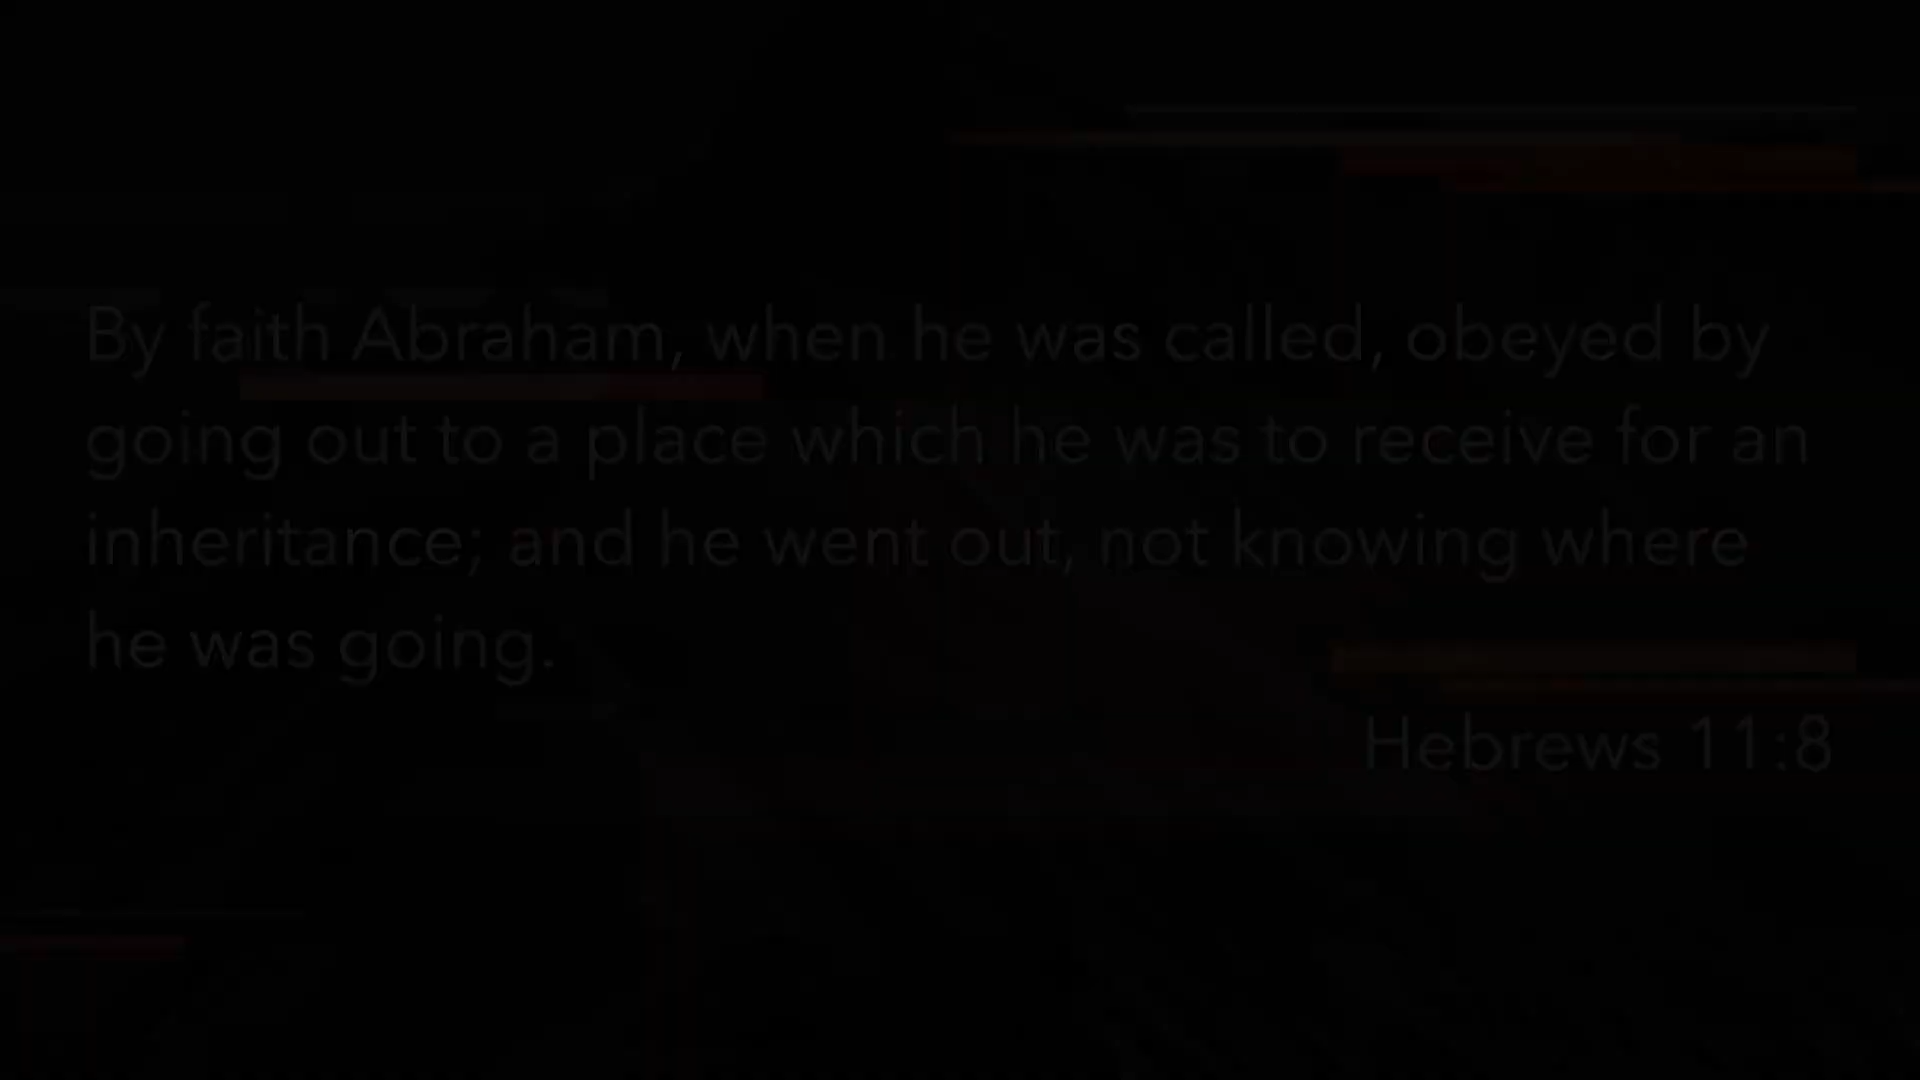 By faith Abraham, when he was called, obeyed by
going out to a place which he was to receive for an
inheritance; and he went out, not knowing where
he was going.
Hebrews 11:8